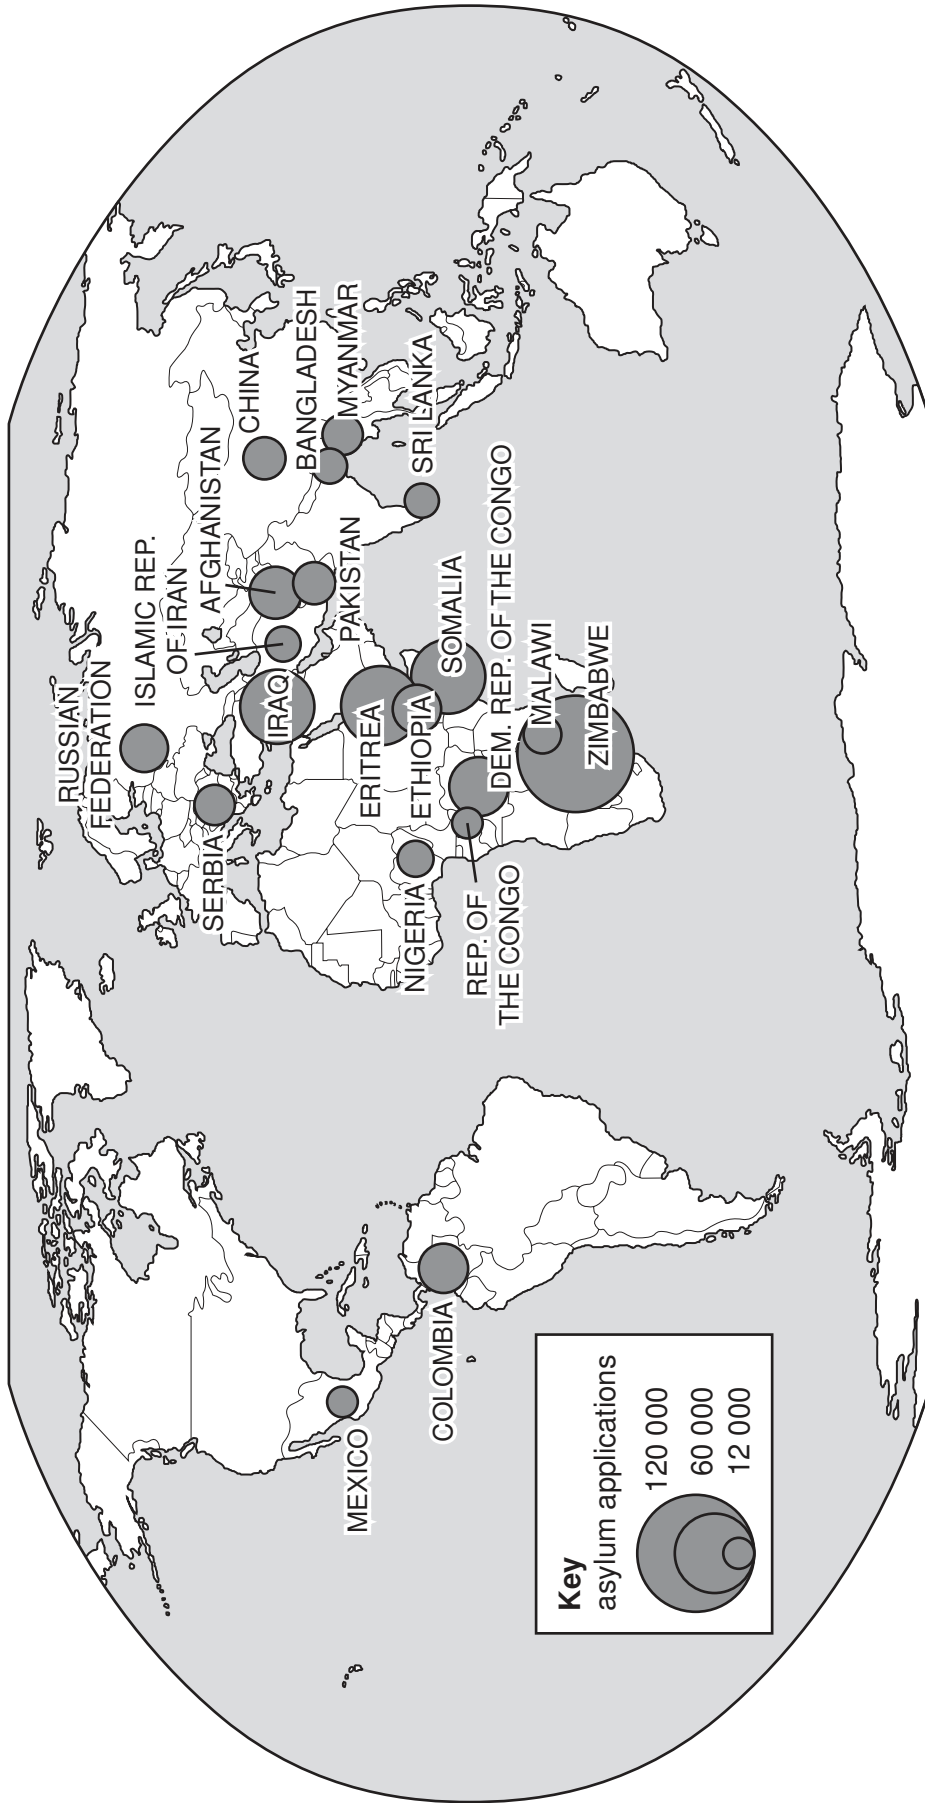 RUSSIAN
FEDERATION
ISLAMIC REP.
OF IRAN
AFGHANISTAN
CHINA
BANGLADESH
MYANMAR
SERBIA
IRAQ
PAKISTAN
SRI LANKA
ERITREA
ETHIOPIA
SOMALIA
NIGERIA
REP. OF
THE CONGO
DEM. REP. OF THE CONGO
MALAWI
ZIMBABWE
MEXICO
COLOMBIA
Key
asylum applications
120 000
60 000
12 000